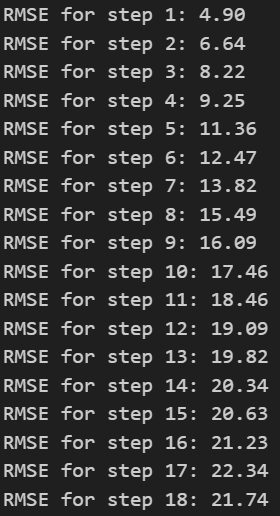 RMSE for step 1: 4.90
RMSE for step 2: 6.64
RMSE for step 3: 8.22
RMSE for step 4: 9.25
RMSE for step 5: 11.36
RMSE for step 6: 12.47
RMSE for step 7: 13.82
RMSE for step 8: 15.49
RMSE for step 9: 16.09
RMSE for step 10: 17.46
RMSE for step 11: 18.46
RMSE for step 12: 19.09
RMSE for step 13: 19.82
RMSE for step 14: 20.34
RMSE for step 15: 20.63
RMSE for step 16: 21.23
RMSE for step 17: 22.34
RMSE for step 18: 21.74